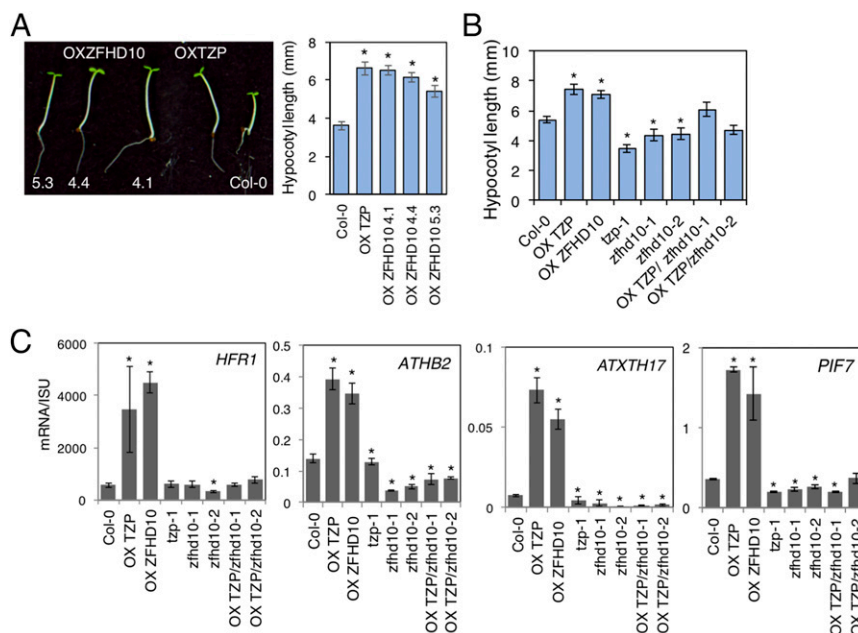 A
OXZFHD10 OXTZP
5.3 4.4 4.1 Col-0
Hypocotyl length (mm)
8
6
4
2
0
* * * *
Col-0
OX TZP
OX ZFHD10 4.1
OX ZFHD10 4.4
OX ZFHD10 5.3
B
Hypocotyl length (mm)
10
8
6
4
2
0
* * * * *
Col-0
OX TZP
OX ZFHD10
tzp-1
zfhd10-1
zfhd10-2
OX TZP/ zfhd10-1
OX TZP/zfhd10-2
C
mRNA/ISU
6000
4000
2000
0
HFR1
* * *
Col-0
OX TZP
OX ZFHD10
tzp-1
zfhd10-1
zfhd10-2
OX TZP/zfhd10-1
OX TZP/zfhd10-2
0.5
0.4
0.3
0.2
0.1
0
ATHB2
* * * * * * *
Col-0
OX TZP
OX ZFHD10
tzp-1
zfhd10-1
zfhd10-2
OX TZP/zfhd10-1
OX TZP/zfhd10-2
0.1
0.05
0
ATXTH17
* * * * * * *
Col-0
OX TZP
OX ZFHD10
tzp-1
zfhd10-1
zfhd10-2
OX TZP/zfhd10-1
OX TZP/zfhd10-2
2
1
0
PIF7
* * * * * *
Col-0
OX TZP
OX ZFHD10
tzp-1
zfhd10-1
zfhd10-2
OX TZP/zfhd10-1
OX TZP/zfhd10-2